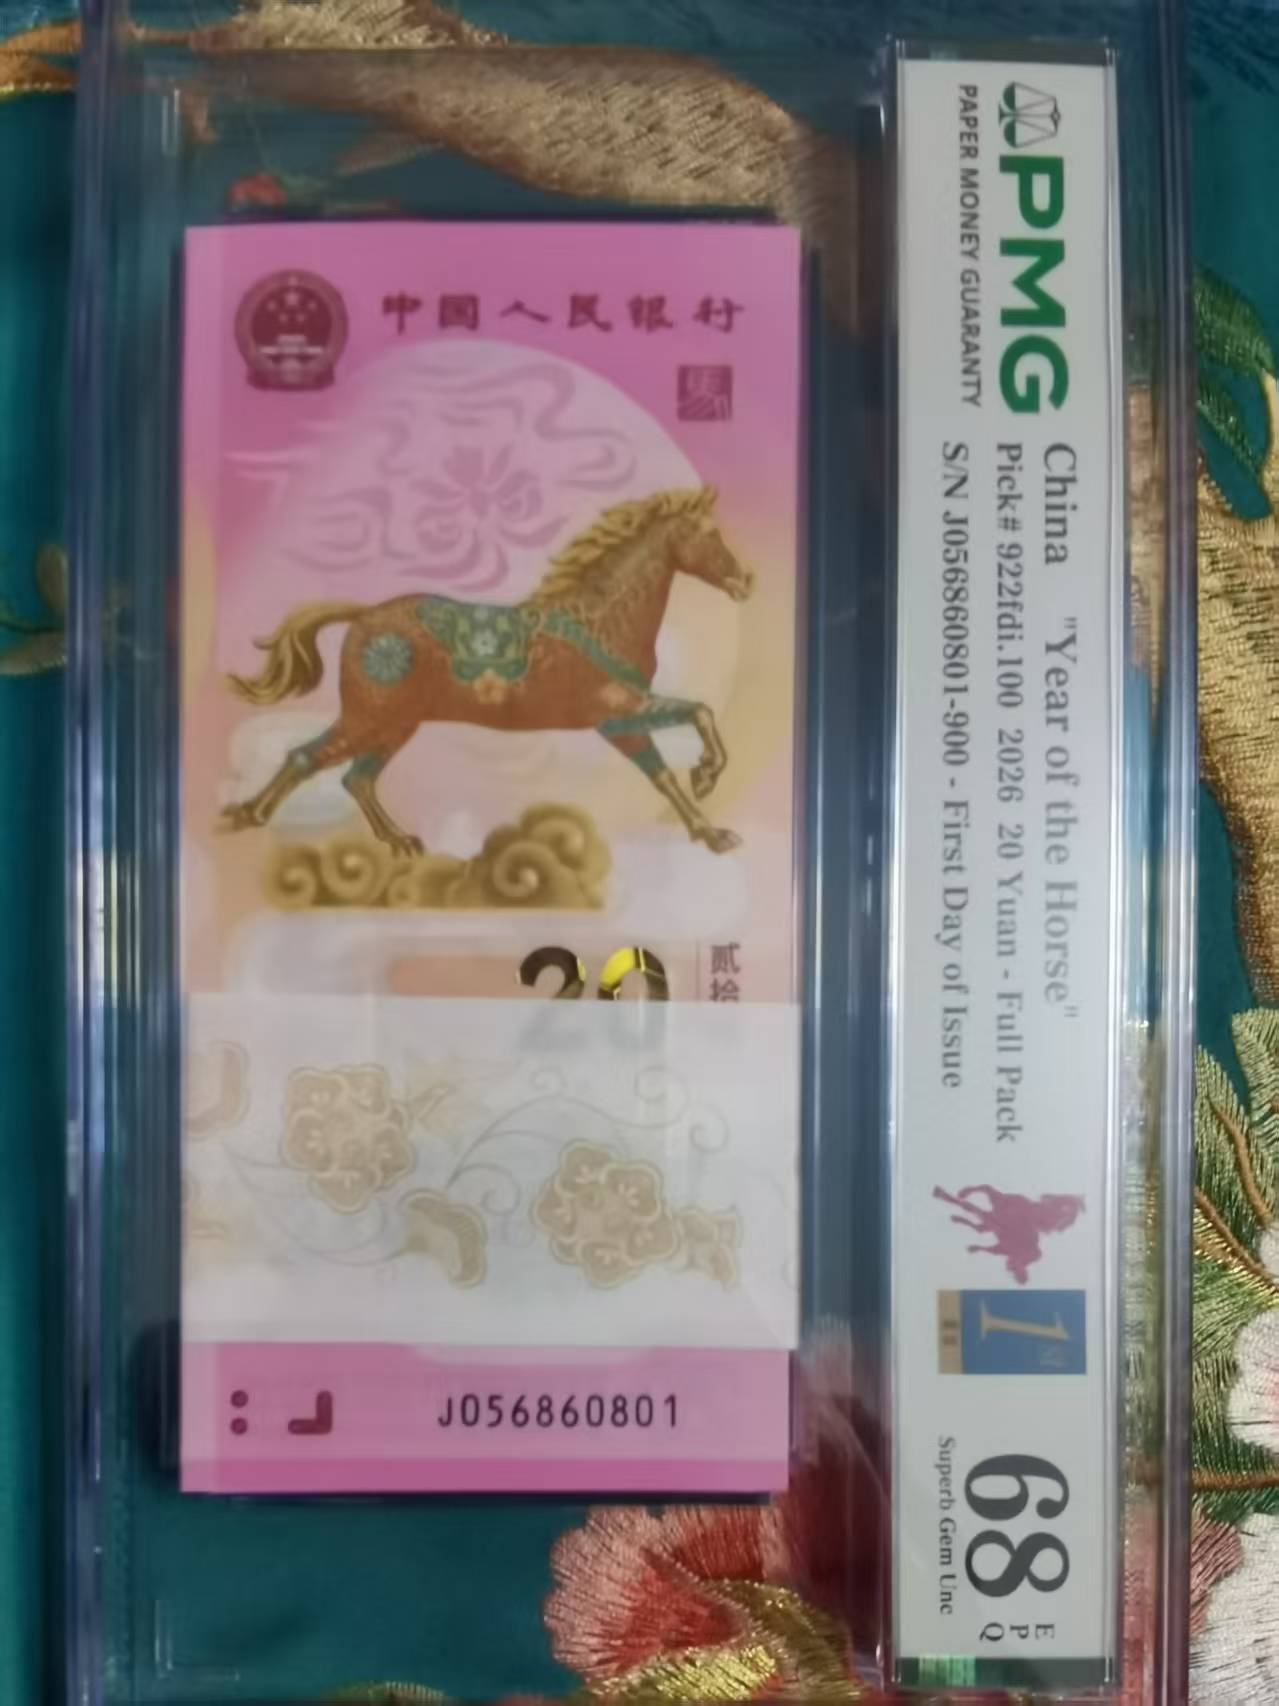 中国人民银行
馬
20
贰拾
J056860801
PMG
PAPER MONEY GUARANTY
China "Year of the Horse"
Pick# 922fdi.100 2026 20 Yuan - Full Pack
S/N J056860801-900 - First Day of Issue
1st
68 EPQ
Superb Gem Unc